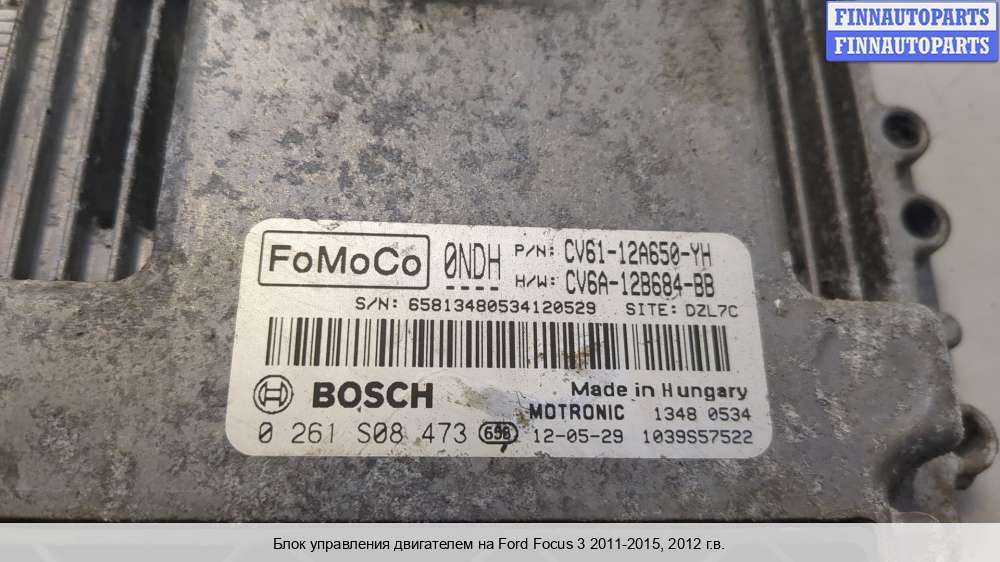 FINNAUTOPARTS
FINNAUTOPARTS
FoMoCo 0NDH P/N: CV61-12A650-YH
H/W: CV6A-12B684-BB
S/N: 65813480534120529 SITE: DZL7C
BOSCH Made in Hungary
MOTRONIC 1348 0534
0 261 S08 473 698 12-05-29 1039S57522
Блок управления двигателем на Ford Focus 3 2011-2015, 2012 г.в.